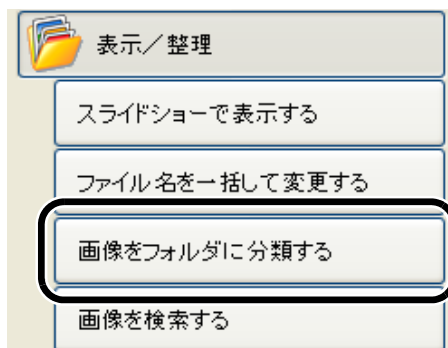 表示／整理
スライドショーで表示する
ファイル名を一括して変更する
画像をフォルダに分類する
画像を検索する